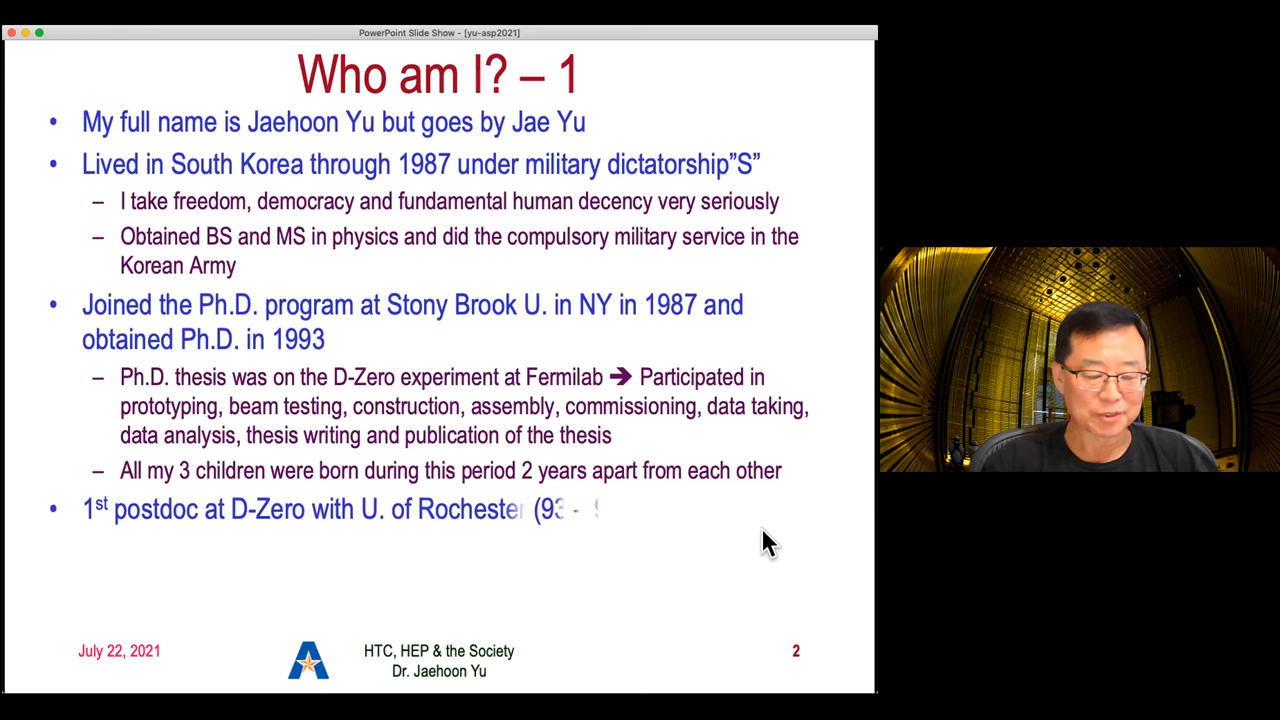 PowerPoint Slide Show - [yu-asp2021]
Who am I? – 1
• My full name is Jaehoon Yu but goes by Jae Yu
• Lived in South Korea through 1987 under military dictatorship”S”
– I take freedom, democracy and fundamental human decency very seriously
– Obtained BS and MS in physics and did the compulsory military service in the
Korean Army
• Joined the Ph.D. program at Stony Brook U. in NY in 1987 and
obtained Ph.D. in 1993
– Ph.D. thesis was on the D-Zero experiment at Fermilab ➔ Participated in
prototyping, beam testing, construction, assembly, commissioning, data taking,
data analysis, thesis writing and publication of the thesis
– All my 3 children were born during this period 2 years apart from each other
• 1st postdoc at D-Zero with U. of Rochester (93 -
July 22, 2021
HTC, HEP & the Society
Dr. Jaehoon Yu
2